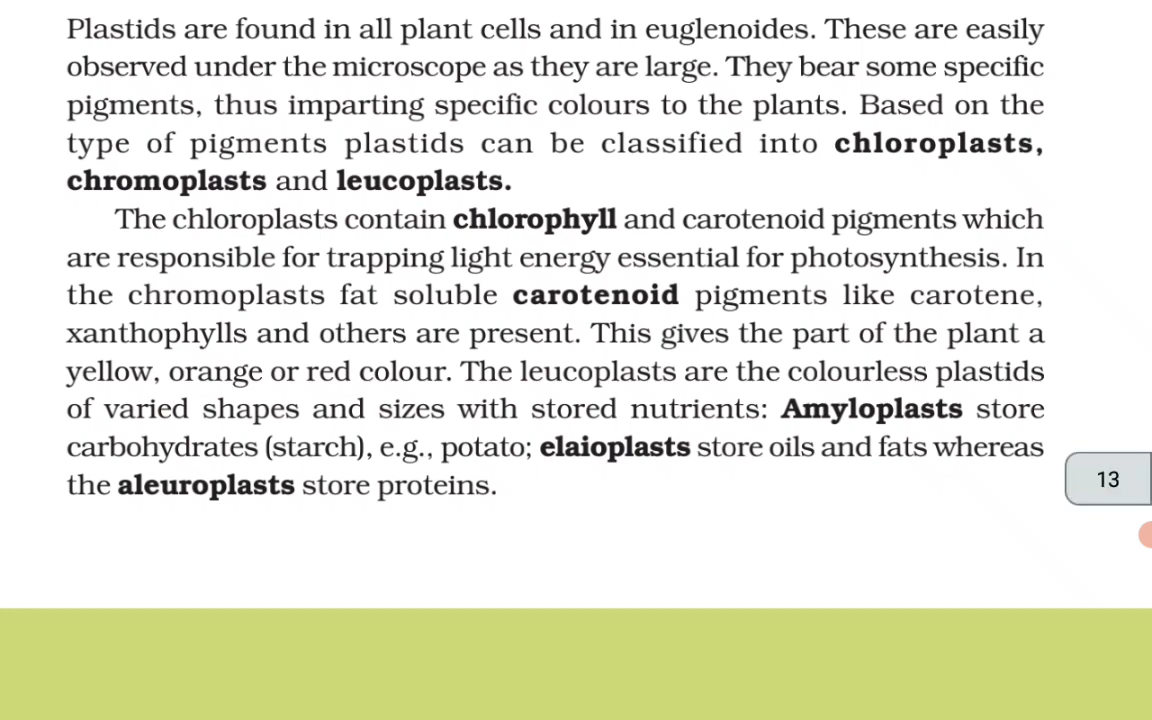 Plastids are found in all plant cells and in euglenoides. These are easily
observed under the microscope as they are large. They bear some specific
pigments, thus imparting specific colours to the plants. Based on the
type of pigments plastids can be classified into chloroplasts,
chromoplasts and leucoplasts.
The chloroplasts contain chlorophyll and carotenoid pigments which
are responsible for trapping light energy essential for photosynthesis. In
the chromoplasts fat soluble carotenoid pigments like carotene,
xanthophylls and others are present. This gives the part of the plant a
yellow, orange or red colour. The leucoplasts are the colourless plastids
of varied shapes and sizes with stored nutrients: Amyloplasts store
carbohydrates (starch), e.g., potato; elaioplasts store oils and fats whereas
the aleuroplasts store proteins.
13